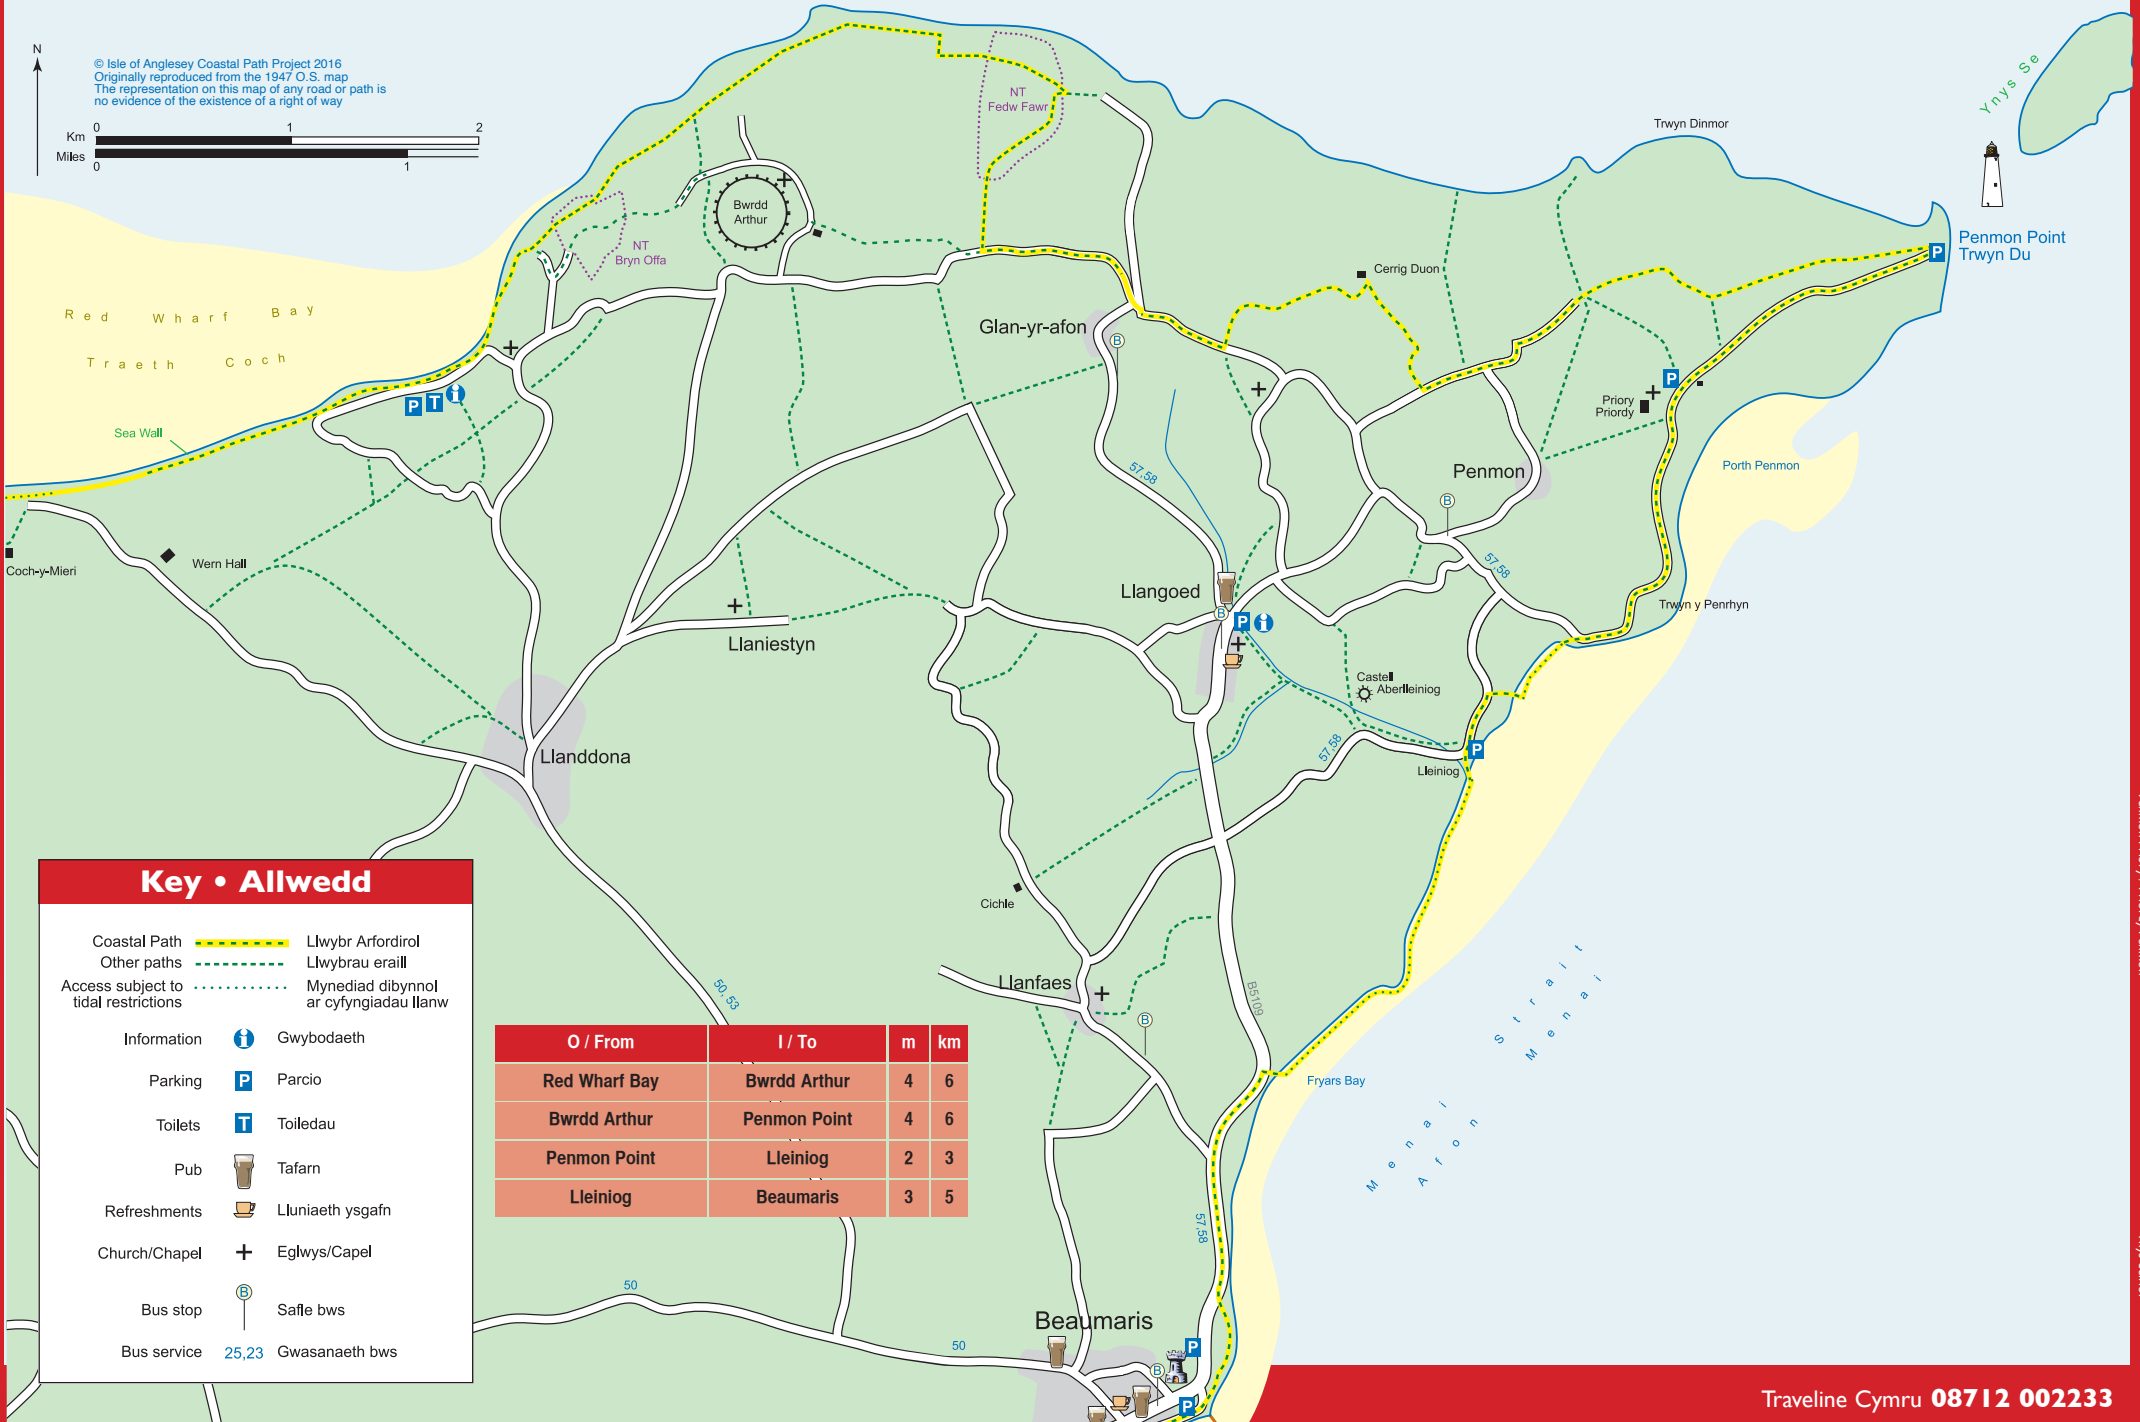 N
© Isle of Anglesey Coastal Path Project 2016
Originally reproduced from the 1947 O.S. map
The representation on this map of any road or path is
no evidence of the existence of a right of way
Km 0 1 2
Miles 0 1
NT
Fedw Fawr
Trwyn Dinmor
Ynys Se
Bwrdd
Arthur
NT
Bryn Offa
Penmon Point
Trwyn Du
P
Cerrig Duon
Red Wharf Bay
Traeth Coch
Glan-yr-afon
B
P T i
Sea Wall
P
Priory
Priordy
Porth Penmon
Penmon
B
57,58
57,58
Coch-y-Mieri
Wern Hall
Llangoed
B
P i
Trwyn y Penrhyn
Llaniestyn
Castell
Aberlleiniog
57,58
P
Lleiniog
Llanddona
Cichle
Llanfaes
B
B5109
50, 53
Fryars Bay
Menai Strait
Afon Menai
57,58
50
50
Beaumaris
P
B
P
Key • Allwedd
Coastal Path Llwybr Arfordirol
Other paths Llwybrau eraill
Access subject to
tidal restrictions
Mynediad dibynnol
ar cyfyngiadau llanw
Information i Gwybodaeth
Parking P Parcio
Toilets T Toiledau
Pub Tafarn
Refreshments Lluniaeth ysgafn
Church/Chapel Eglwys/Capel
Bus stop B Safle bws
Bus service 25,23 Gwasanaeth bws
O / From I / To m km
Red Wharf Bay Bwrdd Arthur 4 6
Bwrdd Arthur Penmon Point 4 6
Penmon Point Lleiniog 2 3
Lleiniog Beaumaris 3 5
Traveline Cymru 08712 002233